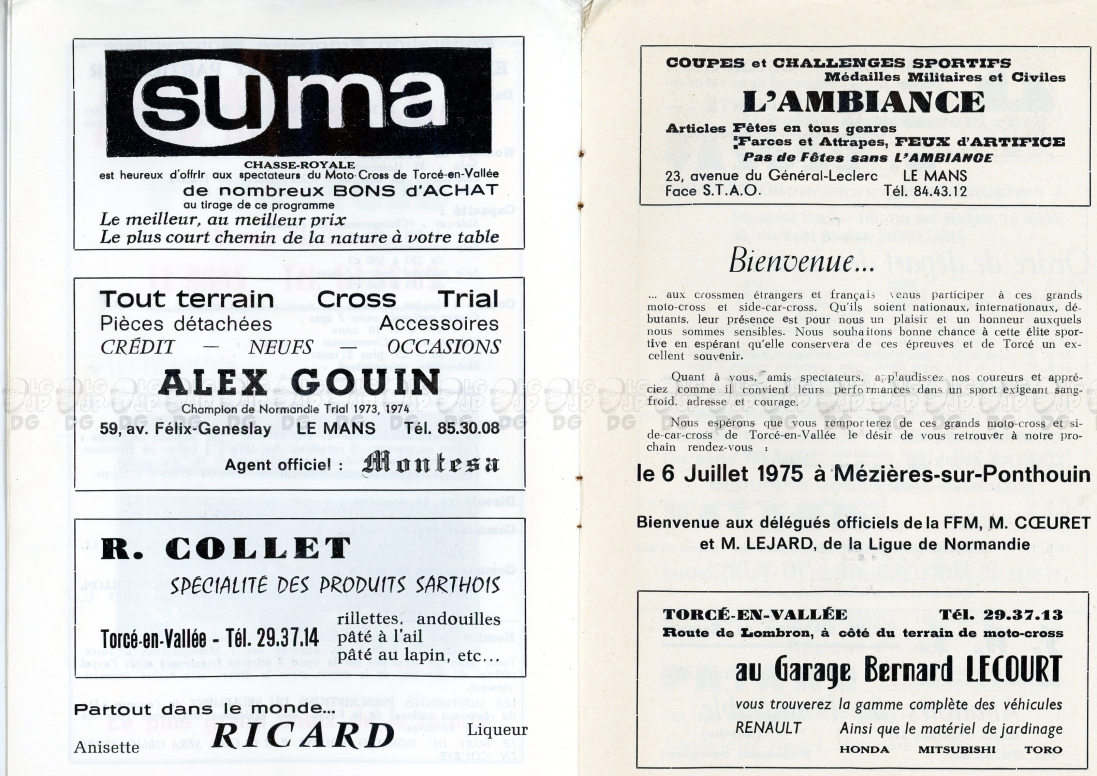 suma
CHASSE-ROYALE
est heureux d'offrir aux spectateurs du Moto-Cross de Torcé-en-Vallée
de nombreux BONS d'ACHAT
au tirage de ce programme
Le meilleur, au meilleur prix
Le plus court chemin de la nature à votre table
Tout terrain Cross Trial
Pièces détachées Accessoires
CRÉDIT — NEUFS — OCCASIONS
ALEX GOUIN
Champion de Normandie Trial 1973, 1974
59, av. Félix-Geneslay LE MANS Tél. 85.30.08
Agent officiel : Montesa
R. COLLET
SPECIALITÉ DES PRODUITS SARTHOIS
rillettes, andouilles
Torcé-en-Vallée - Tél. 29.37.14 pâté à l'ail
pâté au lapin, etc...
Partout dans le monde...
Anisette RICARD Liqueur
COUPES et CHALLENGES SPORTIFS
Médailles Militaires et Civiles
L'AMBIANCE
Articles Fêtes en tous genres
Farces et Attrapes, FEUX d'ARTIFICE
Pas de Fêtes sans L'AMBIANCE
23, avenue du Général-Leclerc LE MANS
Face S.T.A.O. Tél. 84.43.12
Bienvenue...
... aux crossmen étrangers et français venus participer à ces grands
moto-cross et side-car-cross. Qu'ils soient nationaux, internationaux, dé-
butants, leur présence est pour nous un plaisir et un honneur auxquels
nous sommes sensibles. Nous souhaitons bonne chance à cette élite spor-
tive en espérant qu'elle conservera de ces épreuves et de Torcé un ex-
cellent souvenir.
Quant à vous, amis spectateurs, applaudissez nos coureurs et appré-
ciez comme il convient leurs performances dans un sport exigeant sang-
froid, adresse et courage.
Nous espérons que vous remporterez de ces grands moto-cross et si-
de-car-cross de Torcé-en-Vallée le désir de vous retrouver à notre pro-
chain rendez-vous :
le 6 Juillet 1975 à Mézières-sur-Ponthouin
Bienvenue aux délégués officiels de la FFM, M. CŒURET
et M. LEJARD, de la Ligue de Normandie
TORCÉ-EN-VALLÉE Tél. 29.37.13
Route de Lombron, à côté du terrain de moto-cross
au Garage Bernard LECOURT
vous trouverez la gamme complète des véhicules
RENAULT Ainsi que le matériel de jardinage
HONDA MITSUBISHI TORO